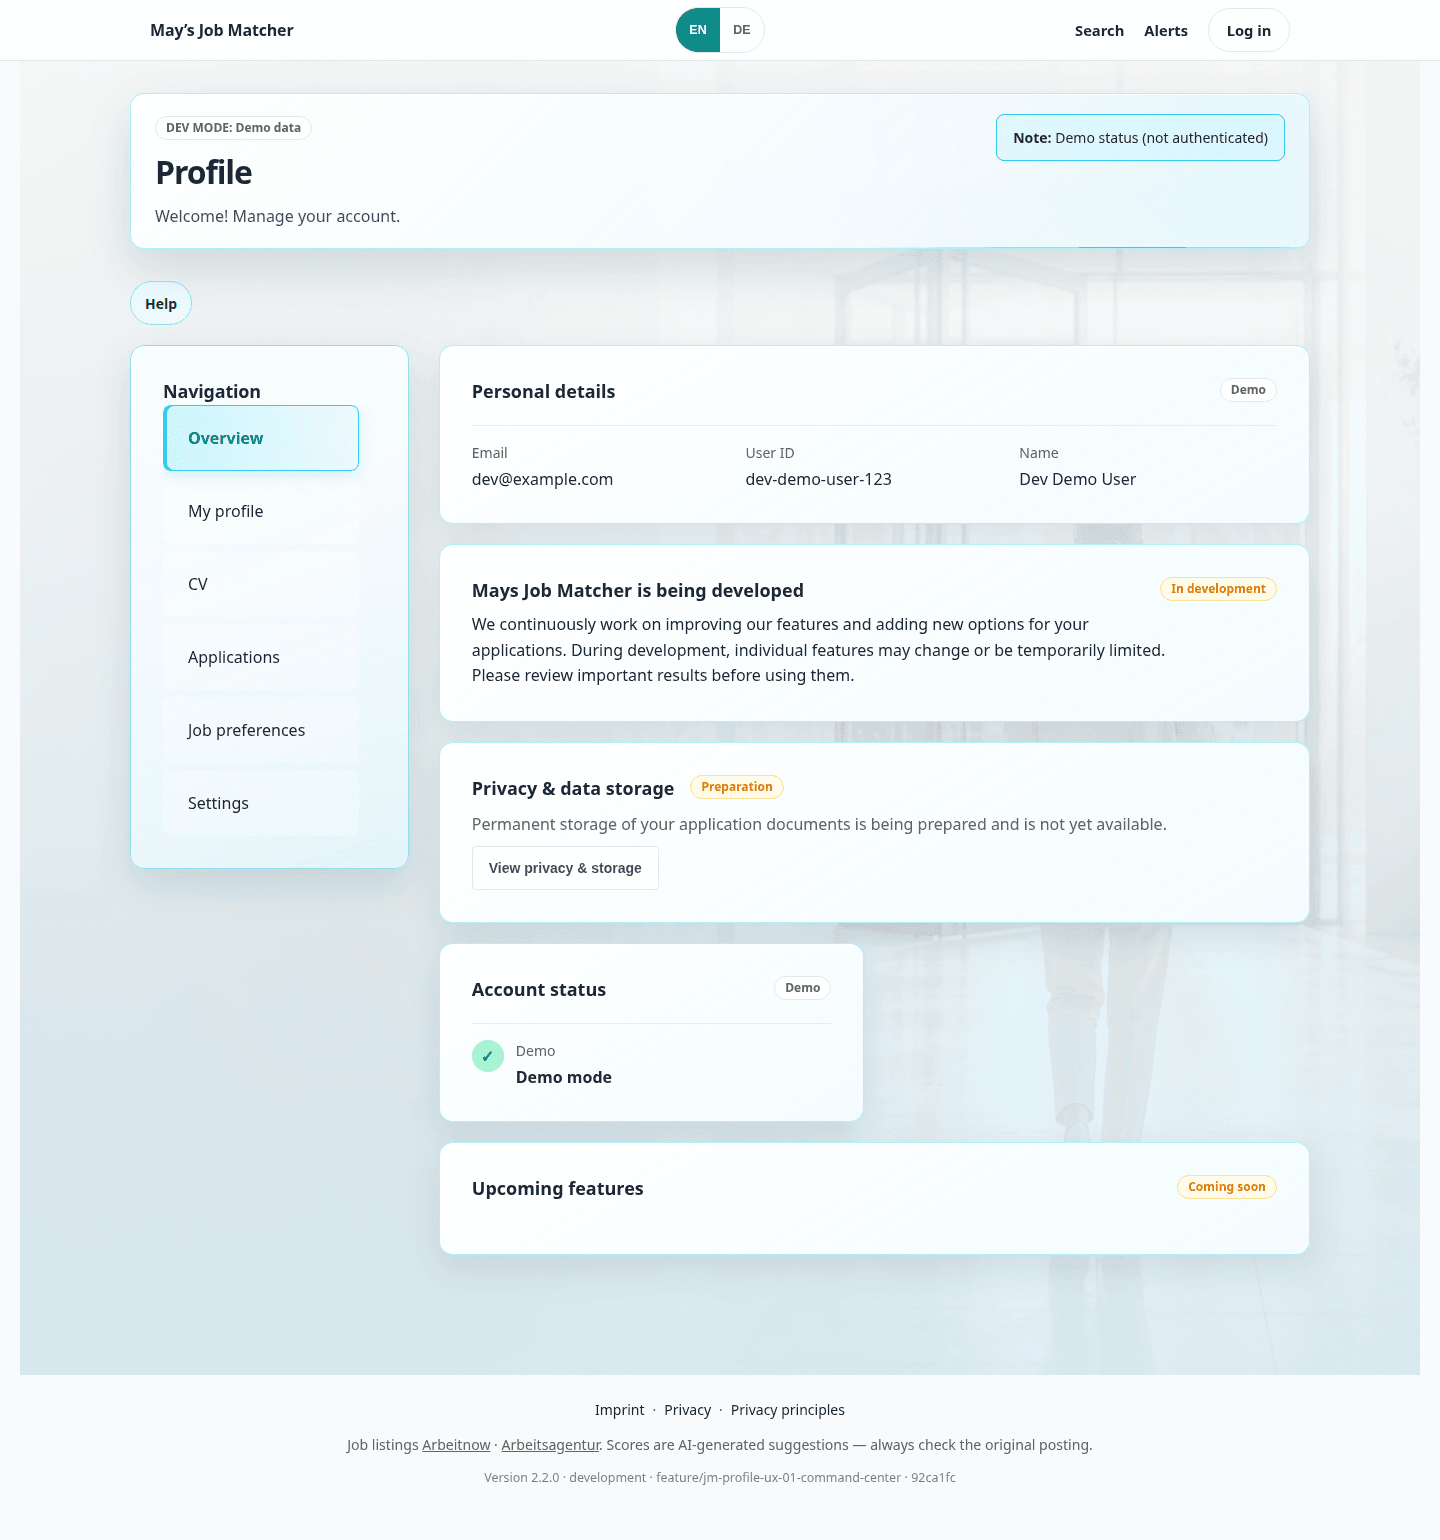 May’s Job Matcher
EN DE
Search Alerts Log in
DEV MODE: Demo data
Note: Demo status (not authenticated)
Profile
Welcome! Manage your account.
Help
Navigation
Overview
My profile
CV
Applications
Job preferences
Settings
Personal details Demo
Email User ID Name
dev@example.com dev-demo-user-123 Dev Demo User
Mays Job Matcher is being developed In development
We continuously work on improving our features and adding new options for your
applications. During development, individual features may change or be temporarily limited.
Please review important results before using them.
Privacy & data storage Preparation
Permanent storage of your application documents is being prepared and is not yet available.
View privacy & storage
Account status Demo
✓ Demo
Demo mode
Upcoming features Coming soon
Imprint · Privacy · Privacy principles
Job listings Arbeitnow · Arbeitsagentur. Scores are AI-generated suggestions — always check the original posting.
Version 2.2.0 · development · feature/jm-profile-ux-01-command-center · 92ca1fc